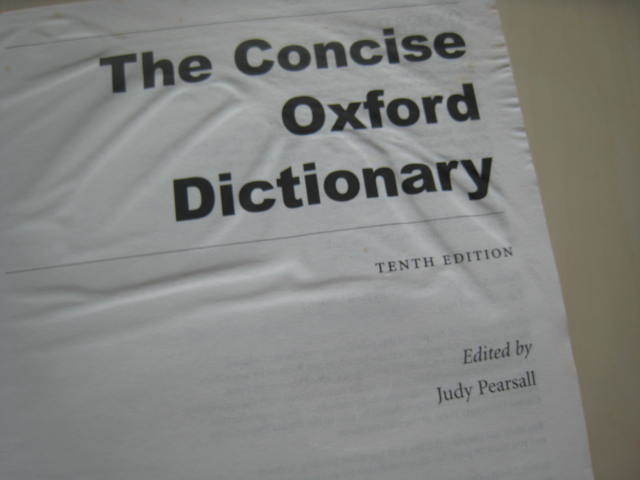 The Concise
Oxford
Dictionary
TENTH EDITION
Edited by
Judy Pearsall